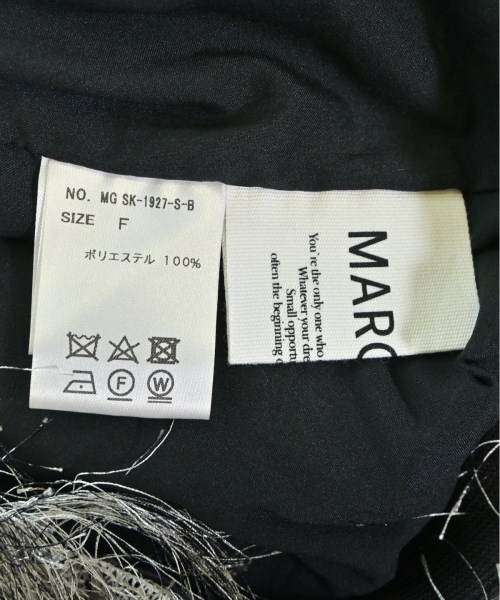 NO. MG SK-1927-S-B
SIZE F
ポリエステル 100%
F
W
MARC
You're the only one who
Whatever your dre
Small opportu
often the beginning o